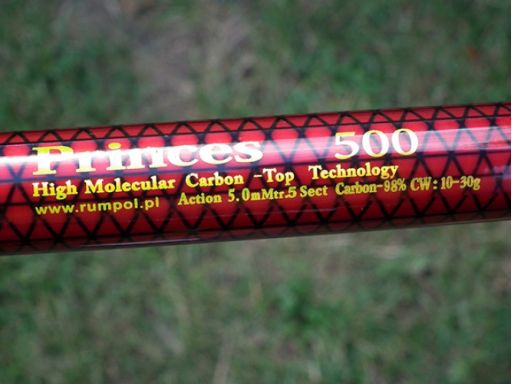 Princes 500
High Molecular Carbon -Top Technology
www.rumpol.pl Action 5.0mMtr.5 Sect Carbon-98% CW: 10-30g